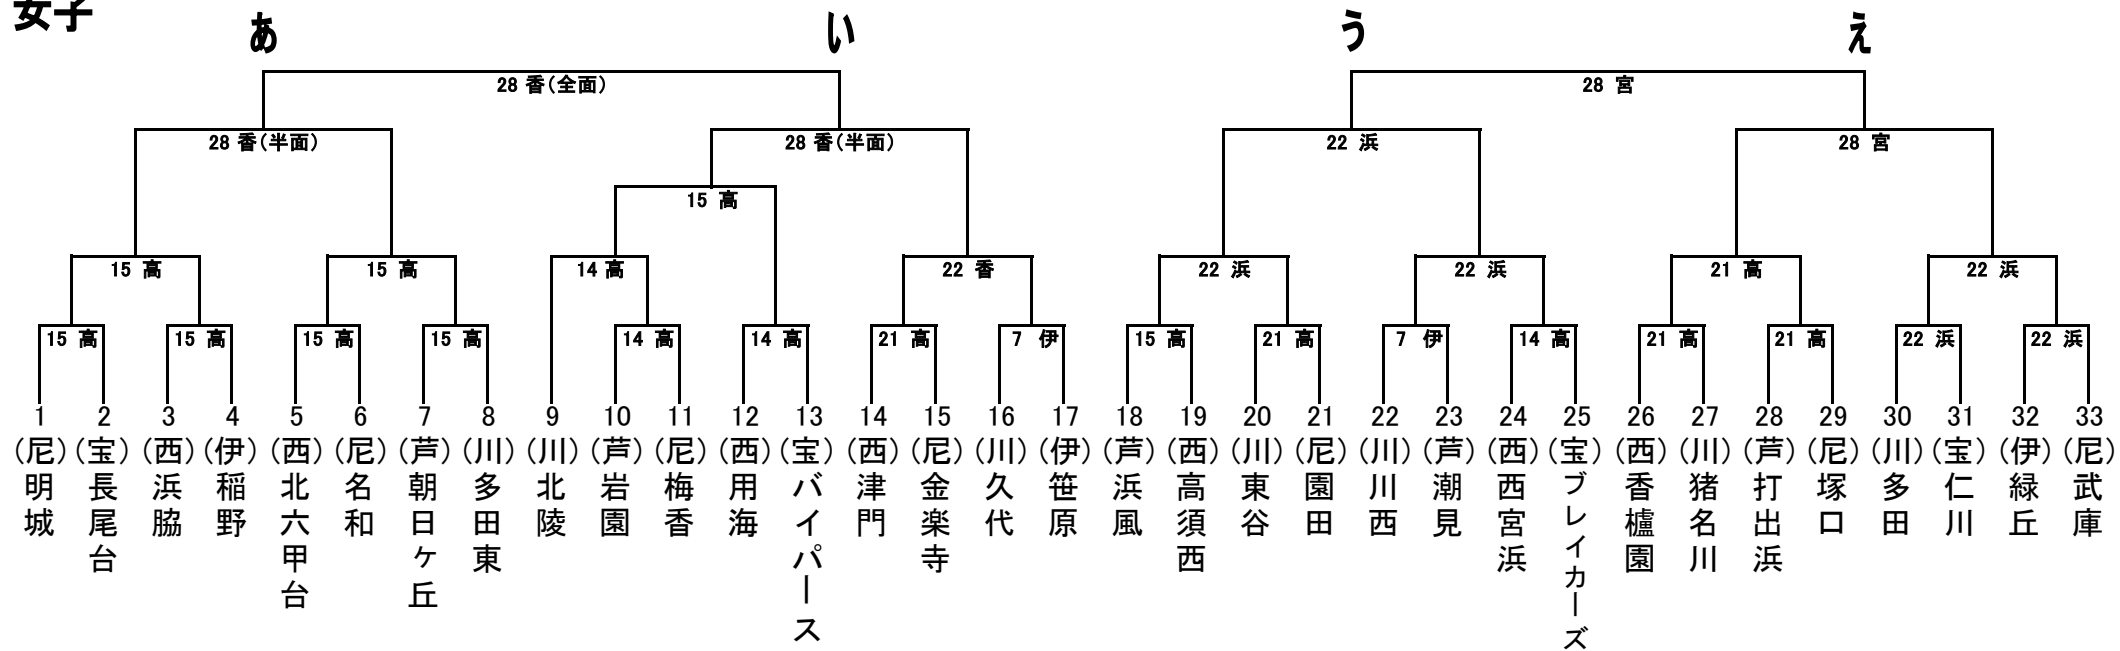 女子
あ い う え
28 香(全面) 28 宮
28 香(半面) 28 香(半面) 22 浜 28 宮
15 高
15 高 15 高 14 高 22 香 22 浜 22 浜 21 高 22 浜
15 高 15 高 15 高 15 高 14 高 14 高 21 高 7 伊 15 高 21 高 7 伊 14 高 21 高 21 高 22 浜 22 浜
1 (尼)明城
2 (宝)長尾台
3 (西)浜脇
4 (伊)稲野
5 (西)北六甲台
6 (尼)名和
7 (芦)朝日ヶ丘
8 (川)多田東
9 (川)北陵
10 (芦)岩園
11 (尼)梅香
12 (西)用海
13 (宝)バイパース
14 (西)津門
15 (尼)金楽寺
16 (川)久代
17 (伊)笹原
18 (芦)浜風
19 (西)高須西
20 (川)東谷
21 (尼)園田
22 (川)川西
23 (芦)潮見
24 (西)西宮浜
25 (宝)ブレイカーズ
26 (西)香櫨園
27 (川)猪名川
28 (芦)打出浜
29 (尼)塚口
30 (川)多田
31 (宝)仁川
32 (伊)緑丘
33 (尼)武庫